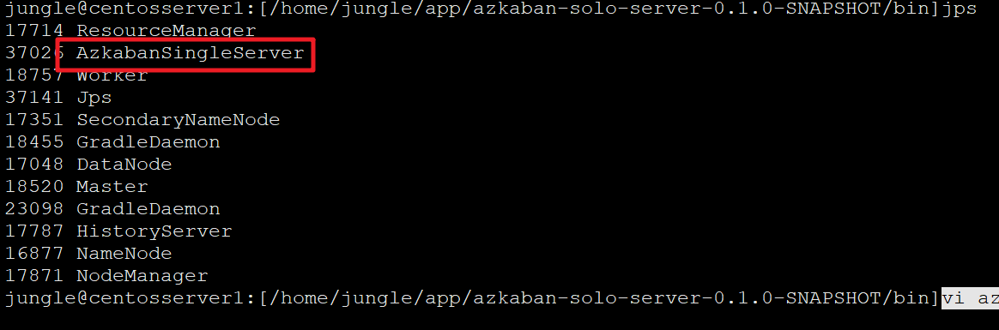 jungle@centosserver1:[/home/jungle/app/azkaban-solo-server-0.1.0-SNAPSHOT/bin]jps
17714 ResourceManager
37026 AzkabanSingleServer
18757 Worker
37141 Jps
17351 SecondaryNameNode
18455 GradleDaemon
17048 DataNode
18520 Master
23098 GradleDaemon
17787 HistoryServer
16877 NameNode
17871 NodeManager
jungle@centosserver1:[/home/jungle/app/azkaban-solo-server-0.1.0-SNAPSHOT/bin]vi az